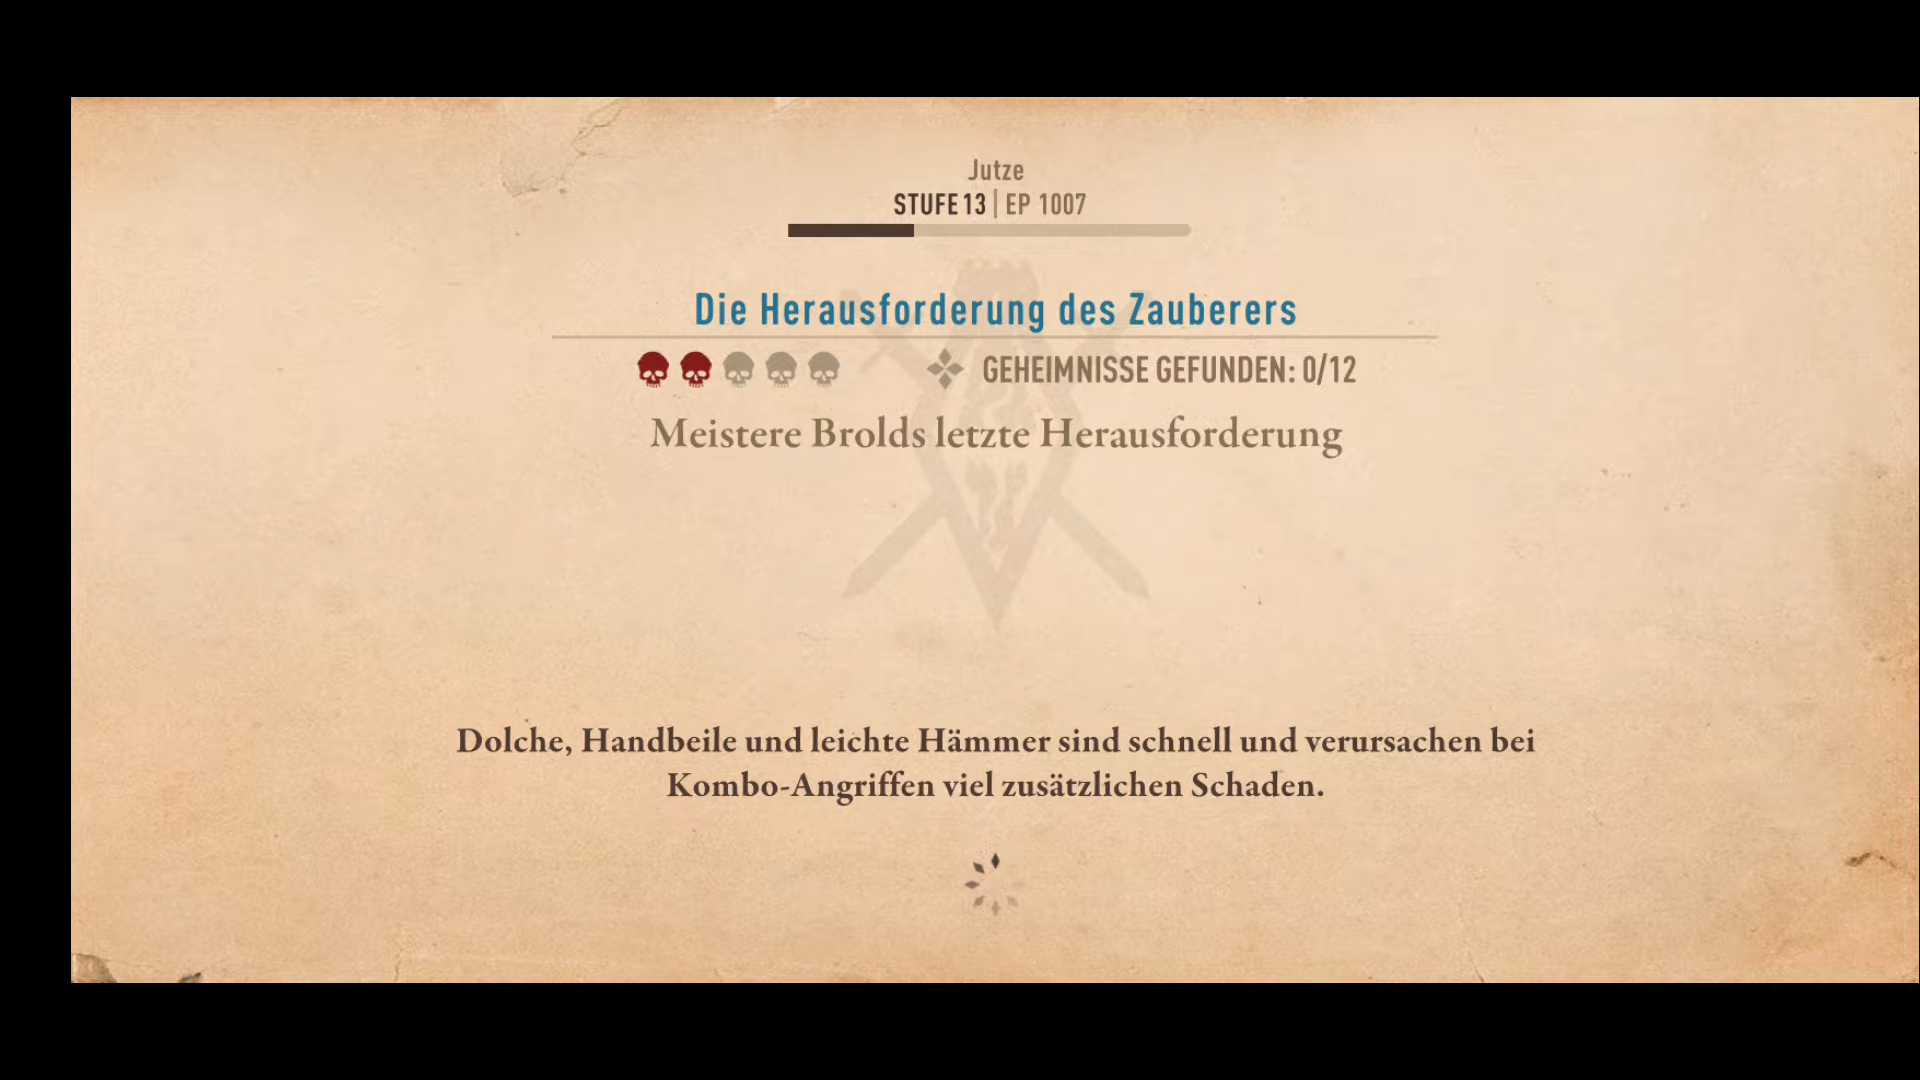 Jutze
STUFE 13 | EP 1007
Die Herausforderung des Zauberers
GEHEIMNISSE GEFUNDEN: 0/12
Meistere Brolds letzte Herausforderung
Dolche, Handbeile und leichte Hämmer sind schnell und verursachen bei
Kombo-Angriffen viel zusätzlichen Schaden.